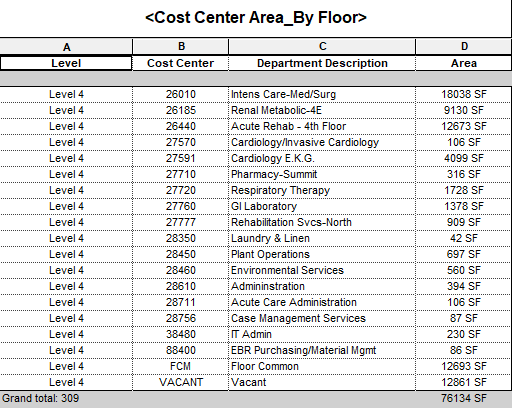 <Cost Center Area_By Floor>
A B C D
Level Cost Center Department Description Area
Level 4 26010 Intens Care-Med/Surg 18038 SF
Level 4 26185 Renal Metabolic-4E 9130 SF
Level 4 26440 Acute Rehab - 4th Floor 12673 SF
Level 4 27570 Cardiology/Invasive Cardiology 106 SF
Level 4 27591 Cardiology E.K.G. 4099 SF
Level 4 27710 Pharmacy-Summit 316 SF
Level 4 27720 Respiratory Therapy 1728 SF
Level 4 27760 GI Laboratory 1378 SF
Level 4 27777 Rehabilitation Svcs-North 909 SF
Level 4 28350 Laundry & Linen 42 SF
Level 4 28450 Plant Operations 697 SF
Level 4 28460 Environmental Services 560 SF
Level 4 28610 Admininstration 394 SF
Level 4 28711 Acute Care Administration 106 SF
Level 4 28756 Case Management Services 87 SF
Level 4 38480 IT Admin 230 SF
Level 4 88400 EBR Purchasing/Material Mgmt 86 SF
Level 4 FCM Floor Common 12693 SF
Level 4 VACANT Vacant 12861 SF
Grand total: 309 76134 SF